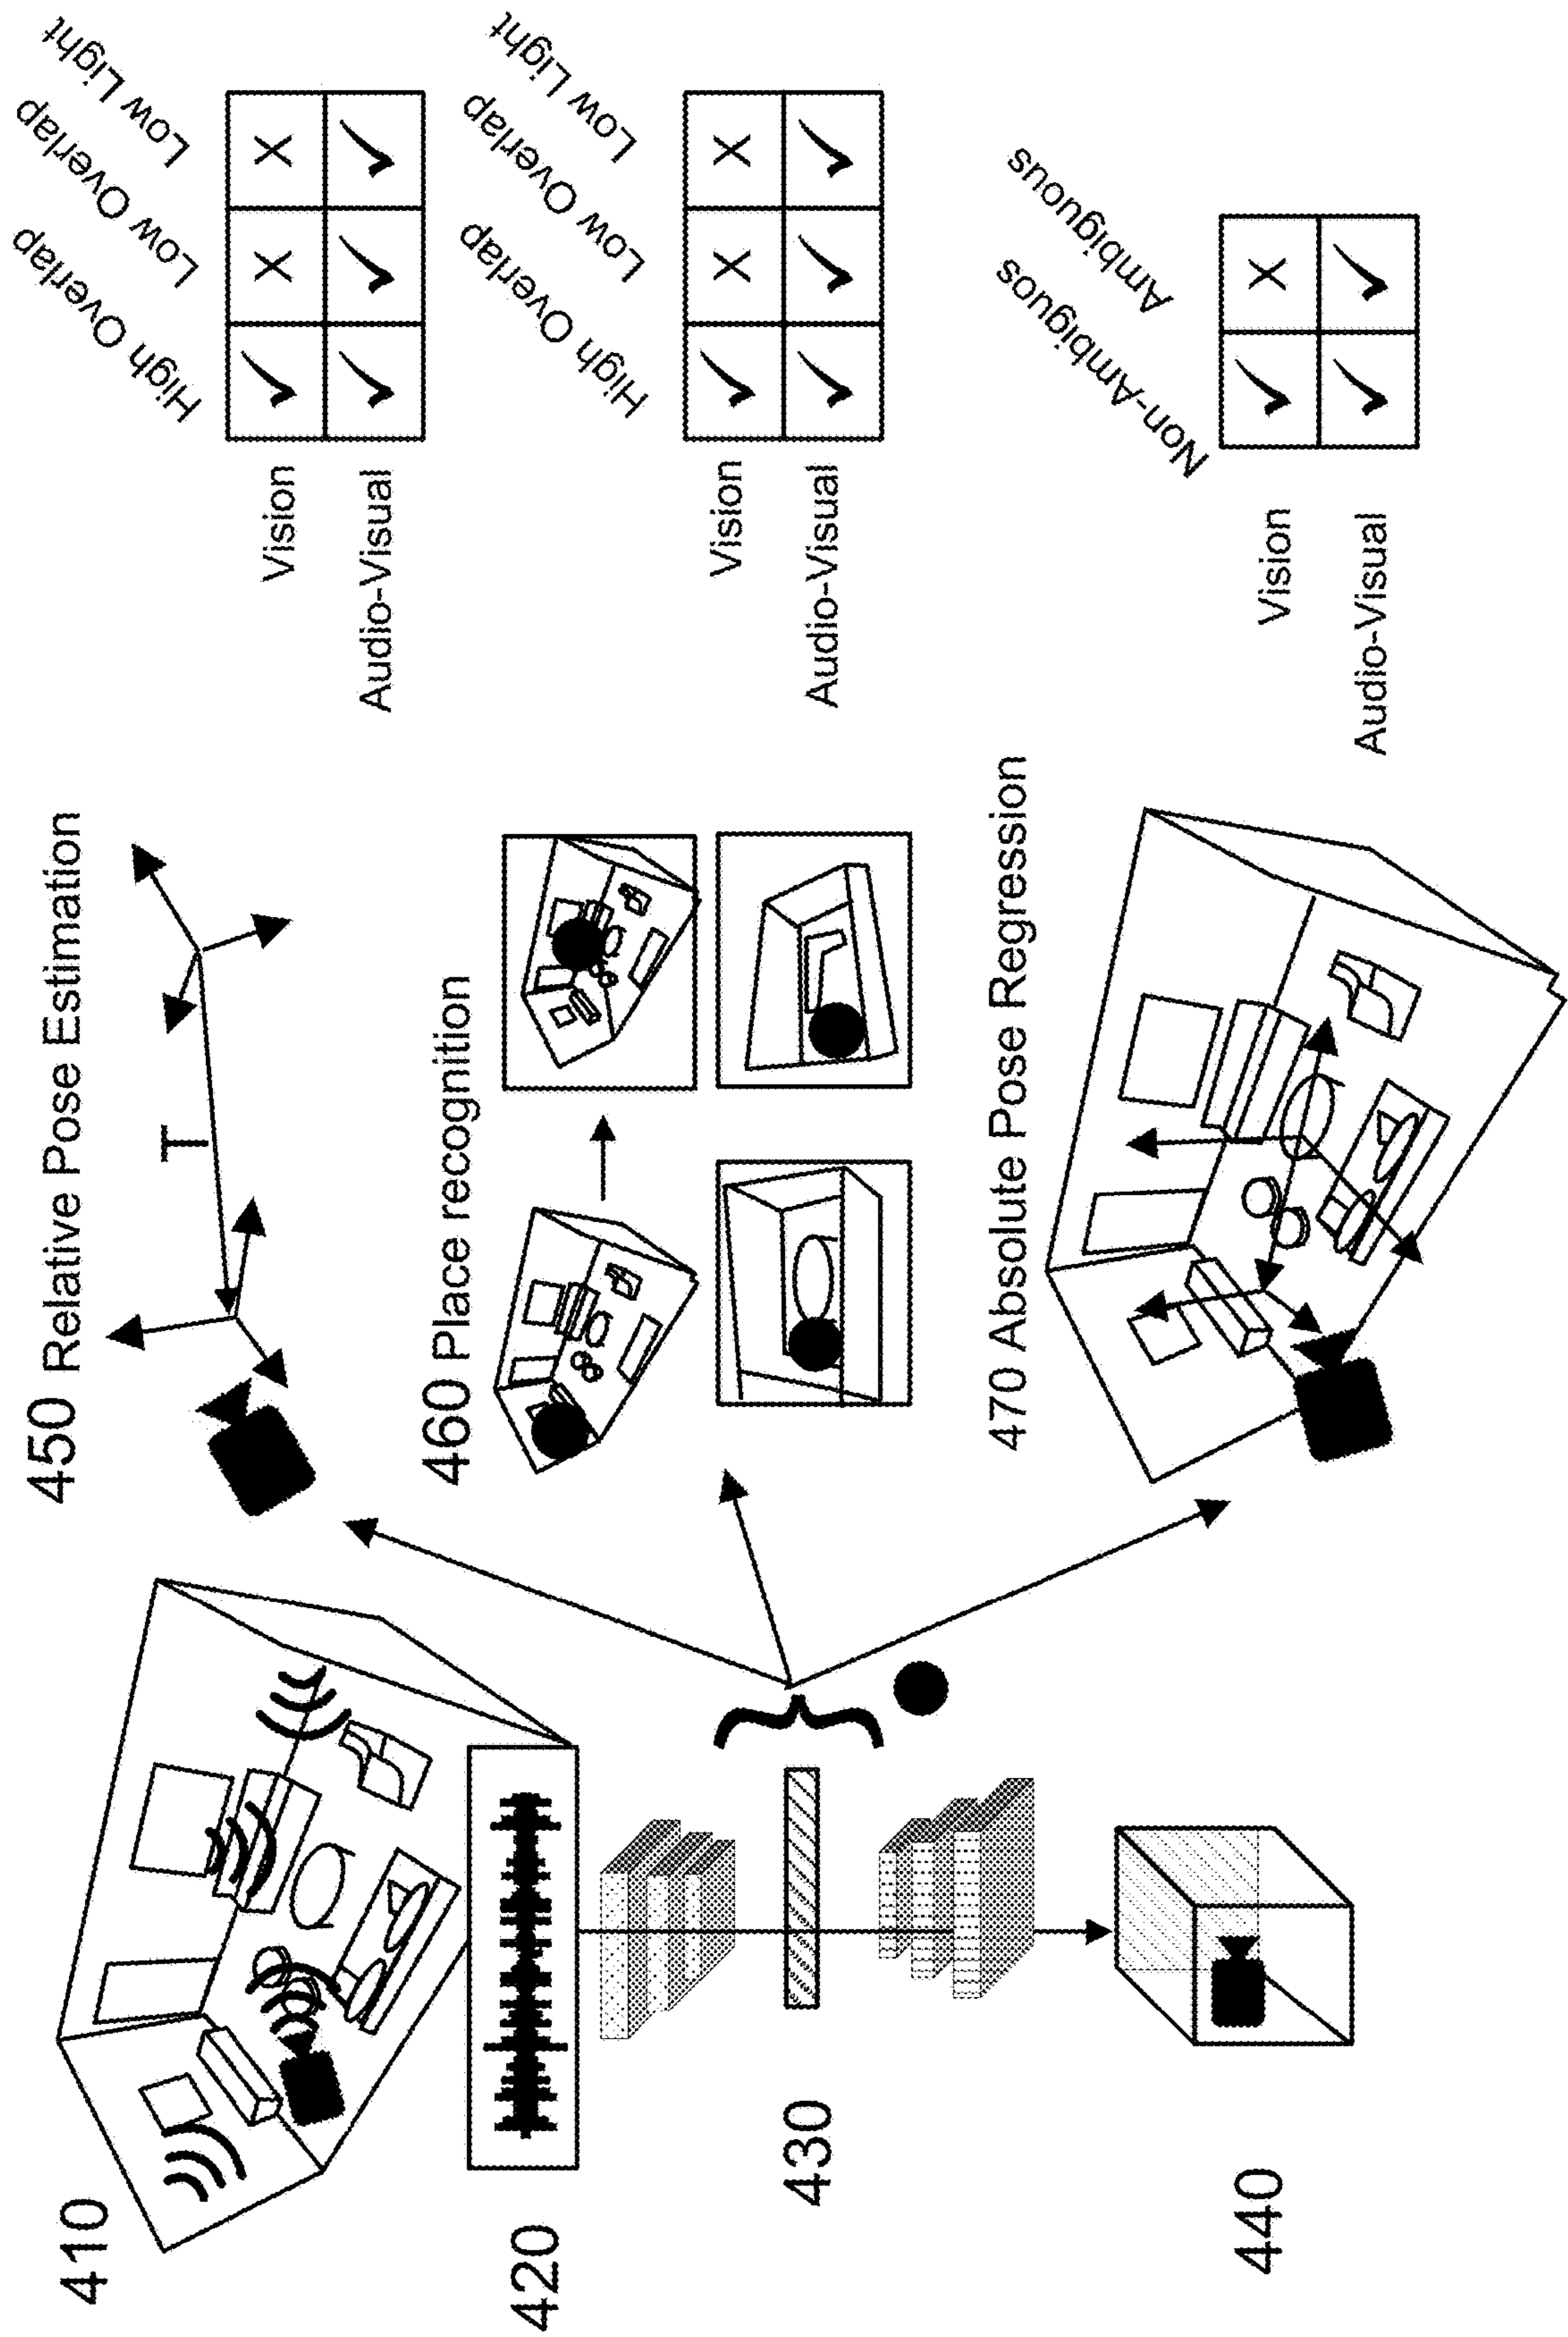 410
420
430
440
450 Relative Pose Estimation
T
High Overlap
Low Overlap
Low Light
Vision
Audio-Visual
460 Place recognition
High Overlap
Low Overlap
Low Light
Vision
Audio-Visual
470 Absolute Pose Regression
Non-Ambiguos
Ambiguous
Vision
Audio-Visual